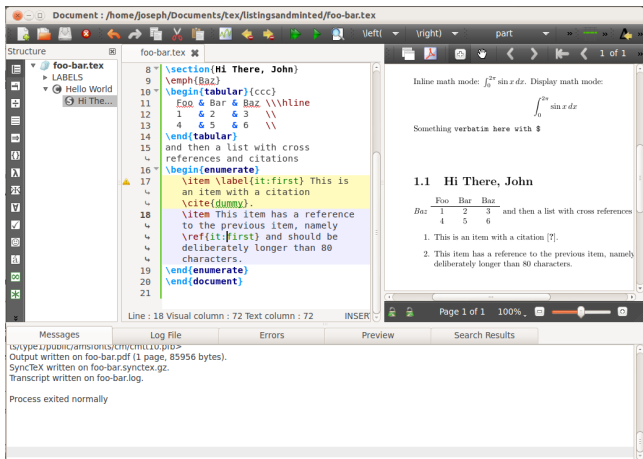 Document : /home/joseph/Documents/tex/listingsandminted/foo-bar.tex
\left( \right) part
1 of 1
Structure
foo-bar.tex
LABELS
Hello World
Hi The...
foo-bar.tex
8 \section{Hi There, John}
9 \emph{Baz}
10 \begin{tabular}{ccc}
11 Foo & Bar & Baz \\\hline
12 1 & 2 & 3 \\
13 4 & 5 & 6 \\
14 \end{tabular}
15 and then a list with cross
references and citations
16 \begin{enumerate}
17 \item \label{it:first} This is
an item with a citation
\cite{dummy}.
18 \item This item has a reference
to the previous item, namely
\ref{it:first} and should be
deliberately longer than 80
characters.
19 \end{enumerate}
20 \end{document}
21
Line : 18 Visual column : 72 Text column : 72 INSER
Inline math mode: ∫₀^{2π} sin x dx. Display math mode:
∫₀^{2π} sin x dx
Something verbatim here with $
1.1 Hi There, John
Foo Bar Baz
Baz 1 2 3 and then a list with cross references
4 5 6
1. This is an item with a citation [?].
2. This item has a reference to the previous item, namely
deliberately longer than 80 characters.
Page 1 of 1 100%
Messages Log File Errors Preview Search Results
ts/type1/public/amsfonts/cm/cmtt10.pfb>
Output written on foo-bar.pdf (1 page, 85956 bytes).
SyncTeX written on foo-bar.synctex.gz.
Transcript written on foo-bar.log.
Process exited normally